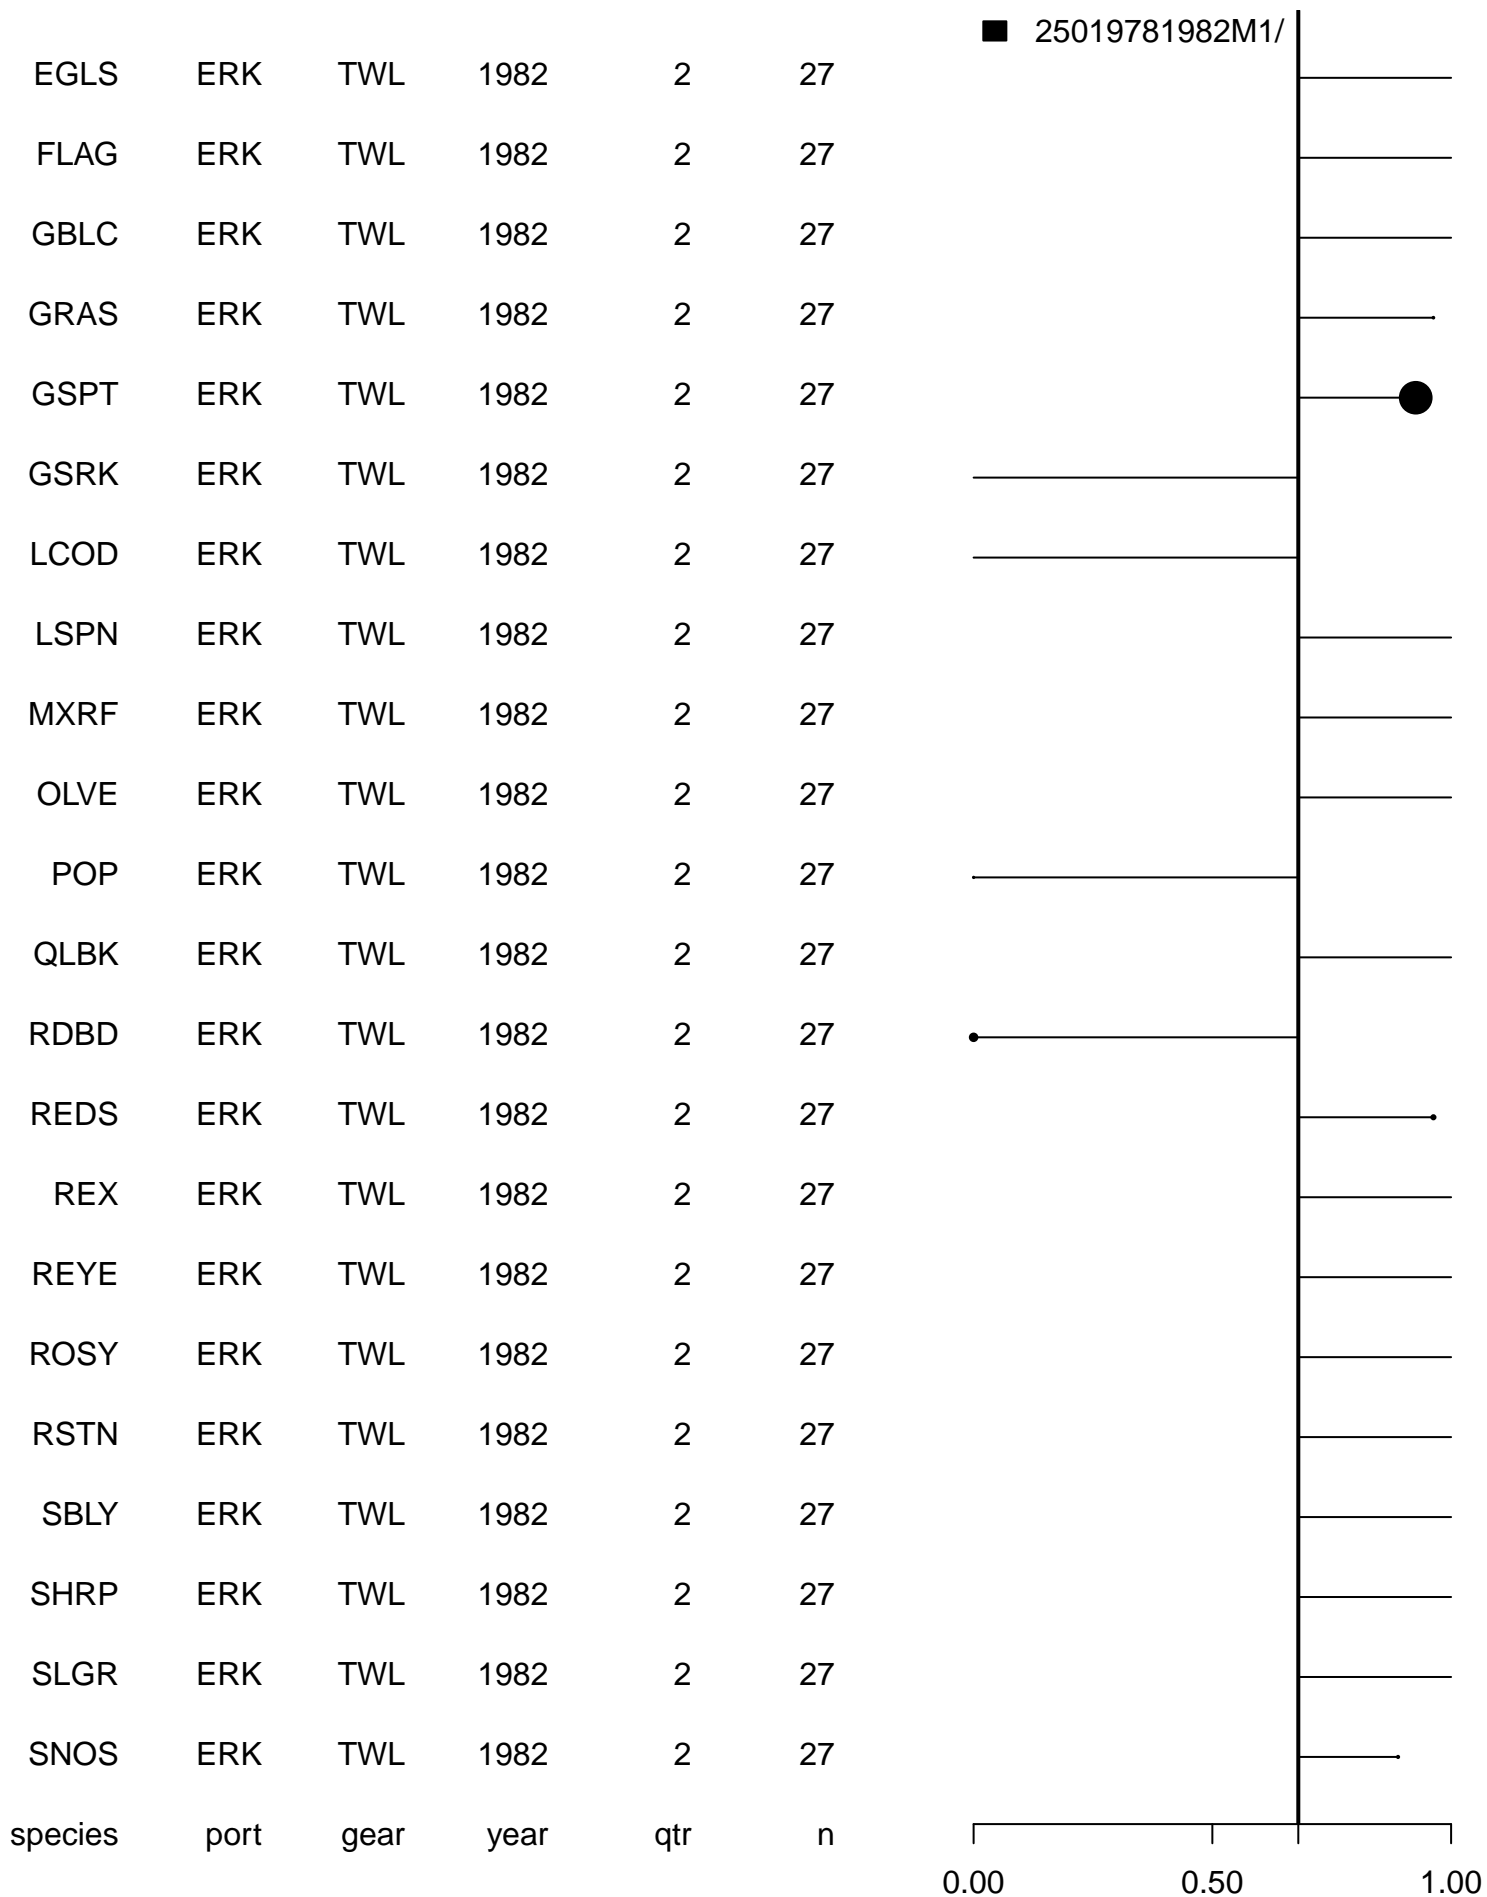 25019781982M1/
EGLS ERK TWL 1982 2 27
FLAG ERK TWL 1982 2 27
GBLC ERK TWL 1982 2 27
GRAS ERK TWL 1982 2 27
GSPT ERK TWL 1982 2 27
GSRK ERK TWL 1982 2 27
LCOD ERK TWL 1982 2 27
LSPN ERK TWL 1982 2 27
MXRF ERK TWL 1982 2 27
OLVE ERK TWL 1982 2 27
POP ERK TWL 1982 2 27
QLBK ERK TWL 1982 2 27
RDBD ERK TWL 1982 2 27
REDS ERK TWL 1982 2 27
REX ERK TWL 1982 2 27
REYE ERK TWL 1982 2 27
ROSY ERK TWL 1982 2 27
RSTN ERK TWL 1982 2 27
SBLY ERK TWL 1982 2 27
SHRP ERK TWL 1982 2 27
SLGR ERK TWL 1982 2 27
SNOS ERK TWL 1982 2 27
species port gear year qtr n
0.00 0.50 1.00